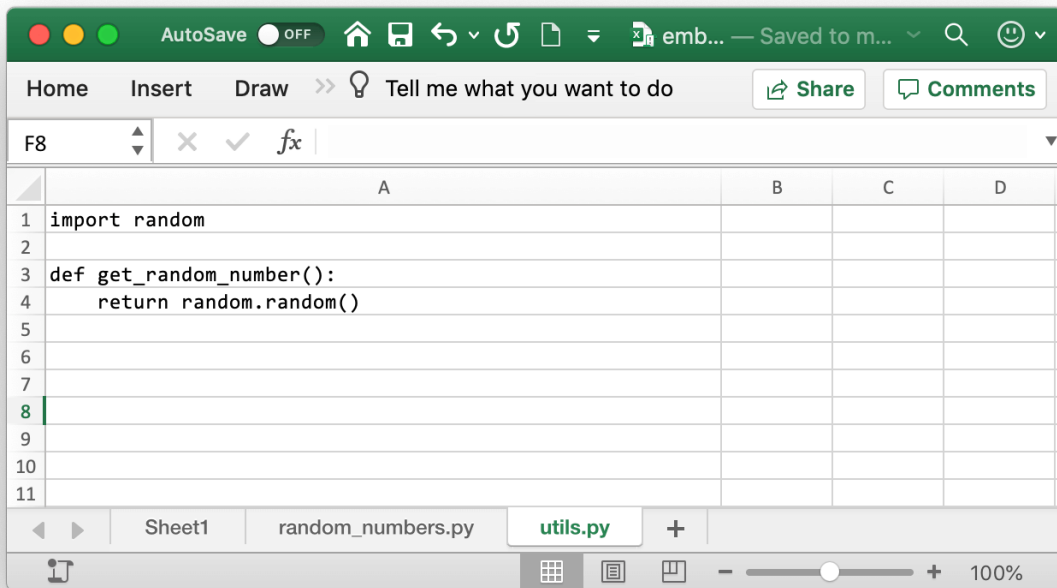 AutoSave OFF emb... — Saved to m...
Home Insert Draw >> Tell me what you want to do Share Comments
F8 fx
A B C D
1 import random
2
3 def get_random_number():
4     return random.random()
5
6
7
8
9
10
11
Sheet1 random_numbers.py utils.py +
− + 100%